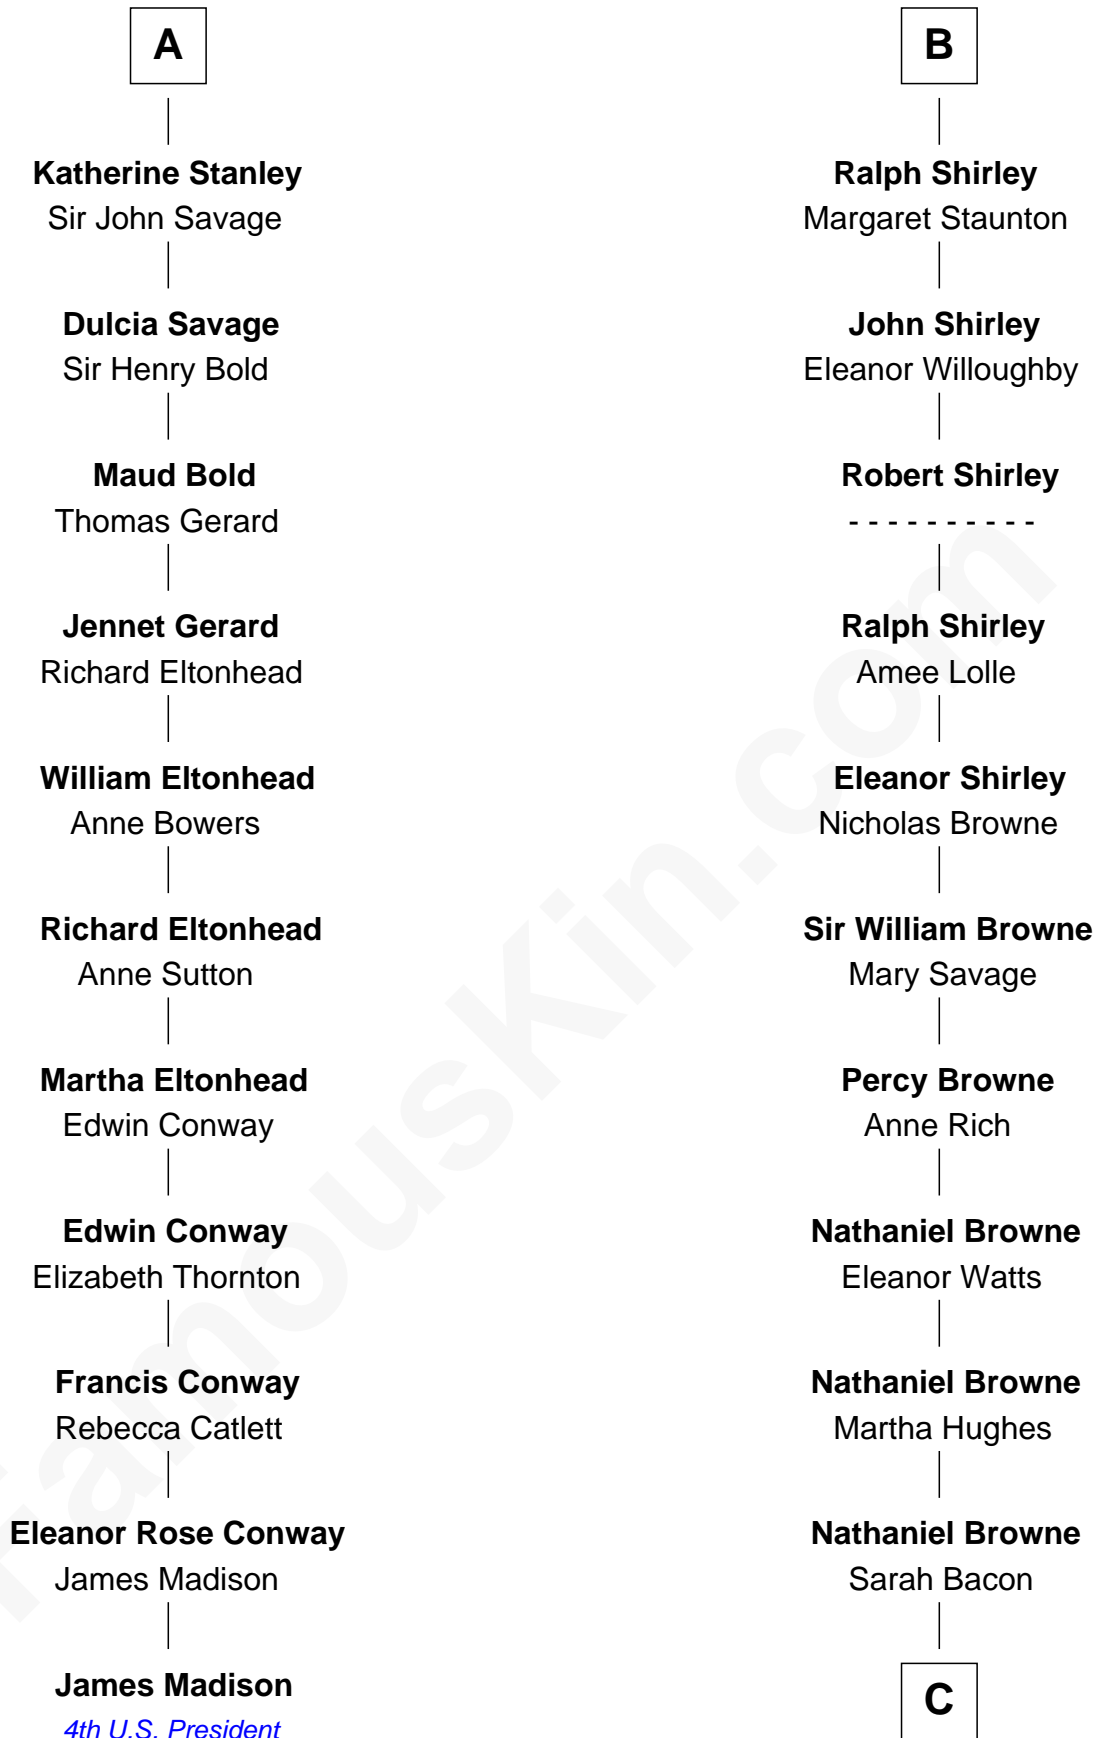 A
Katherine Stanley
Sir John Savage
Dulcia Savage
Sir Henry Bold
Maud Bold
Thomas Gerard
Jennet Gerard
Richard Eltonhead
William Eltonhead
Anne Bowers
Richard Eltonhead
Anne Sutton
Martha Eltonhead
Edwin Conway
Edwin Conway
Elizabeth Thornton
Francis Conway
Rebecca Catlett
Eleanor Rose Conway
James Madison
James Madison
4th U.S. President
B
Ralph Shirley
Margaret Staunton
John Shirley
Eleanor Willoughby
Robert Shirley
- - - - - - - - - -
Ralph Shirley
Amee Lolle
Eleanor Shirley
Nicholas Browne
Sir William Browne
Mary Savage
Percy Browne
Anne Rich
Nathaniel Browne
Eleanor Watts
Nathaniel Browne
Martha Hughes
Nathaniel Browne
Sarah Bacon
C
FamousKin.com